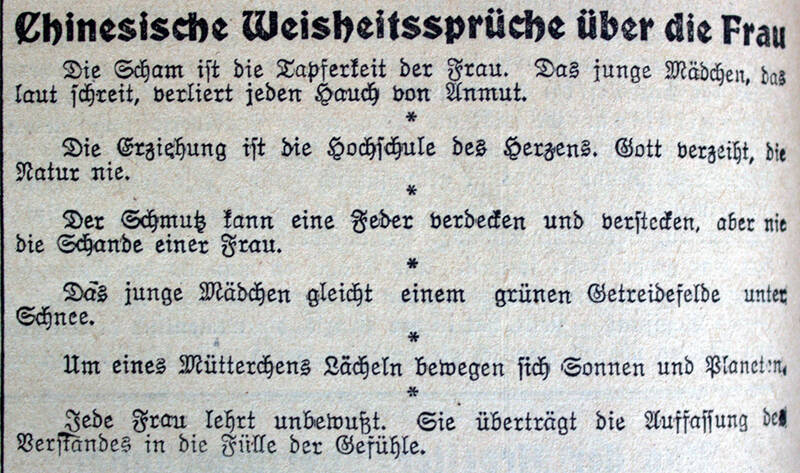 Chinesische Weisheitssprüche über die Frau
Die Scham ist die Tapferkeit der Frau. Das junge Mädchen, das
laut schreit, verliert jeden Hauch von Anmut.
*
Die Erziehung ist die Hochschule des Herzens. Gott verzeiht, die
Natur nie.
*
Der Schmutz kann eine Feder verdecken und verstecken, aber nie
die Schande einer Frau.
*
Das junge Mädchen gleicht einem grünen Getreidefelde unter
Schnee.
*
Um eines Mütterchens Lächeln bewegen sich Sonnen und Planeten.
*
Jede Frau lehrt unbewußt. Sie überträgt die Auffassung des
Verstandes in die Fülle der Gefühle.